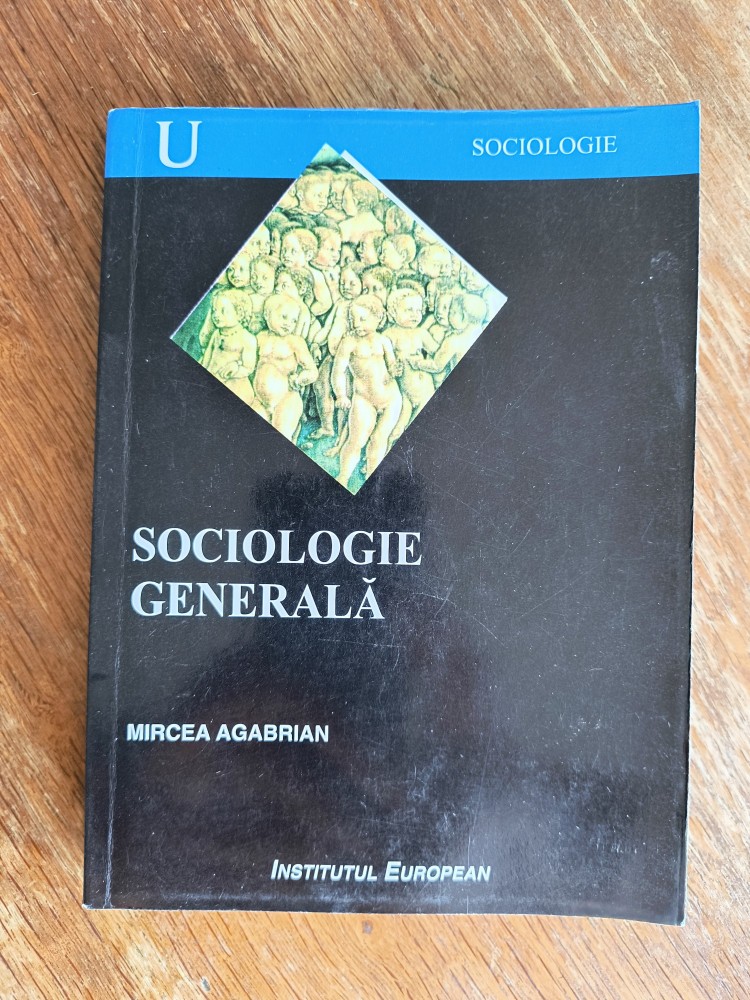 U
SOCIOLOGIE
SOCIOLOGIE
GENERALĂ
MIRCEA AGABRIAN
INSTITUTUL EUROPEAN